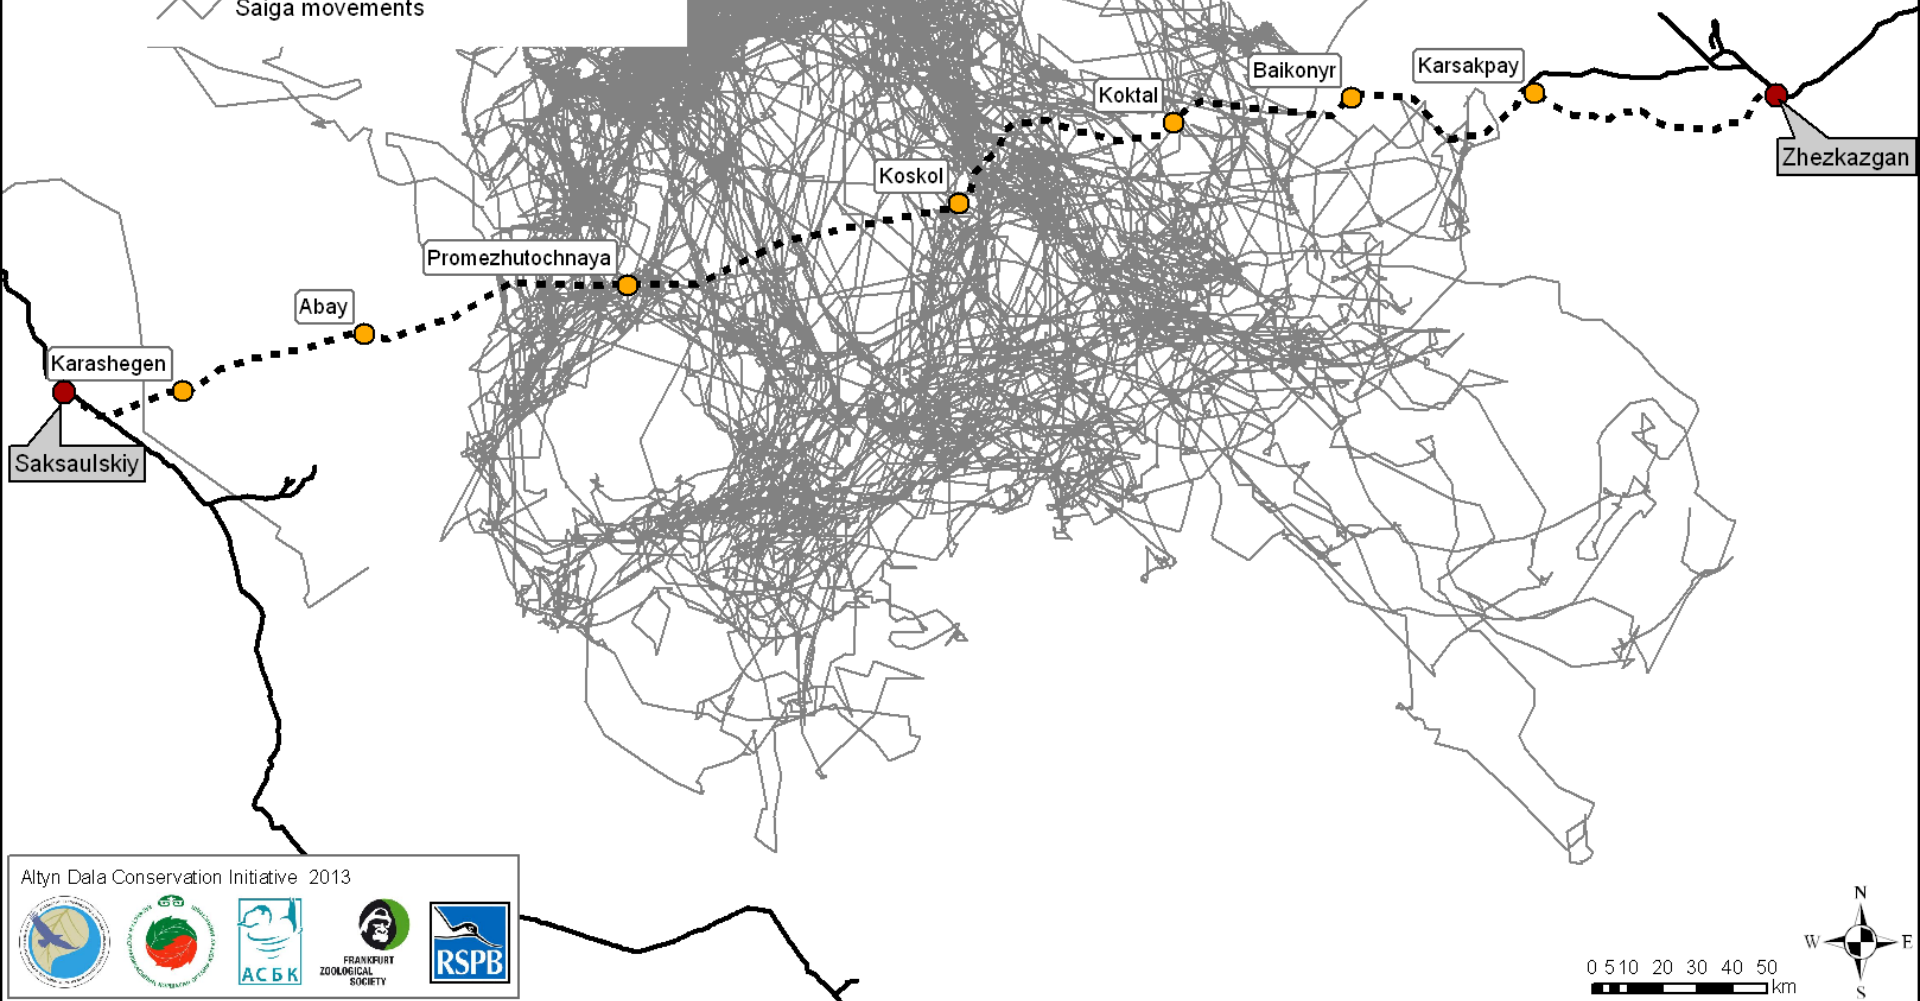 Saiga movements
Baikonyr
Karsakpay
Koktal
Zhezkazgan
Koskol
Promezhutochnaya
Abay
Karashegen
Saksaulskiy
Altyn Dala Conservation Initiative 2013
АСБК
FRANKFURT
ZOOLOGICAL
SOCIETY
RSPB
N
W E
S
0 5 10 20 30 40 50
km